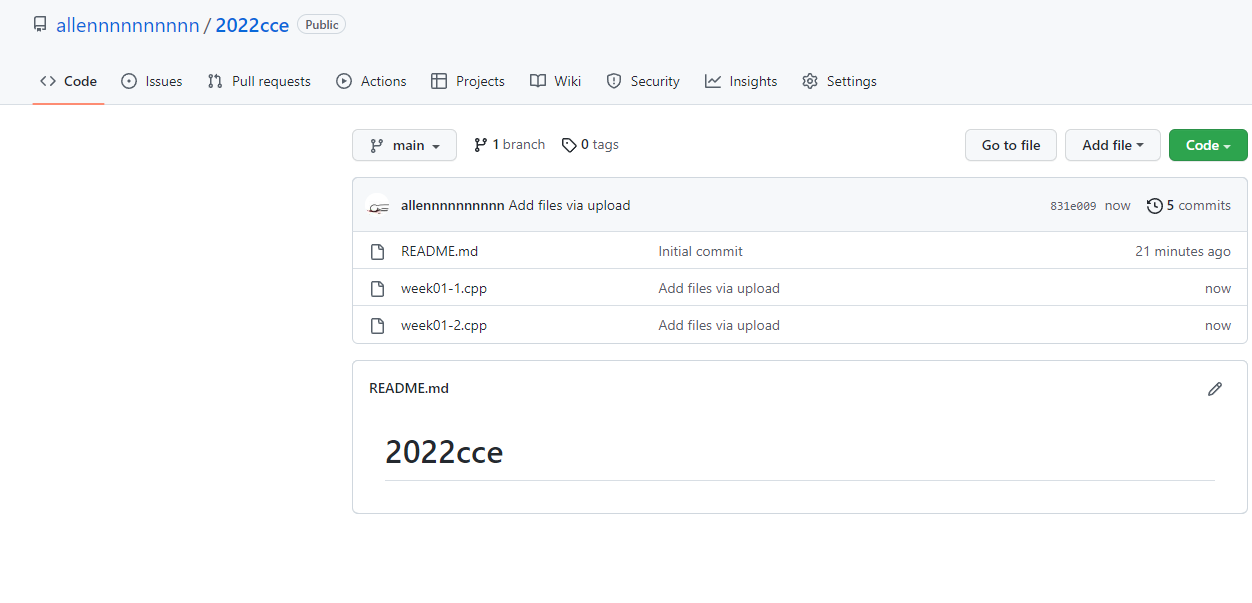 allennnnnnnnnn / 2022cce Public
Code Issues Pull requests Actions Projects Wiki Security Insights Settings
main 1 branch 0 tags Go to file Add file Code
allennnnnnnnnn Add files via upload 831e009 now 5 commits
README.md Initial commit 21 minutes ago
week01-1.cpp Add files via upload now
week01-2.cpp Add files via upload now
README.md
2022cce